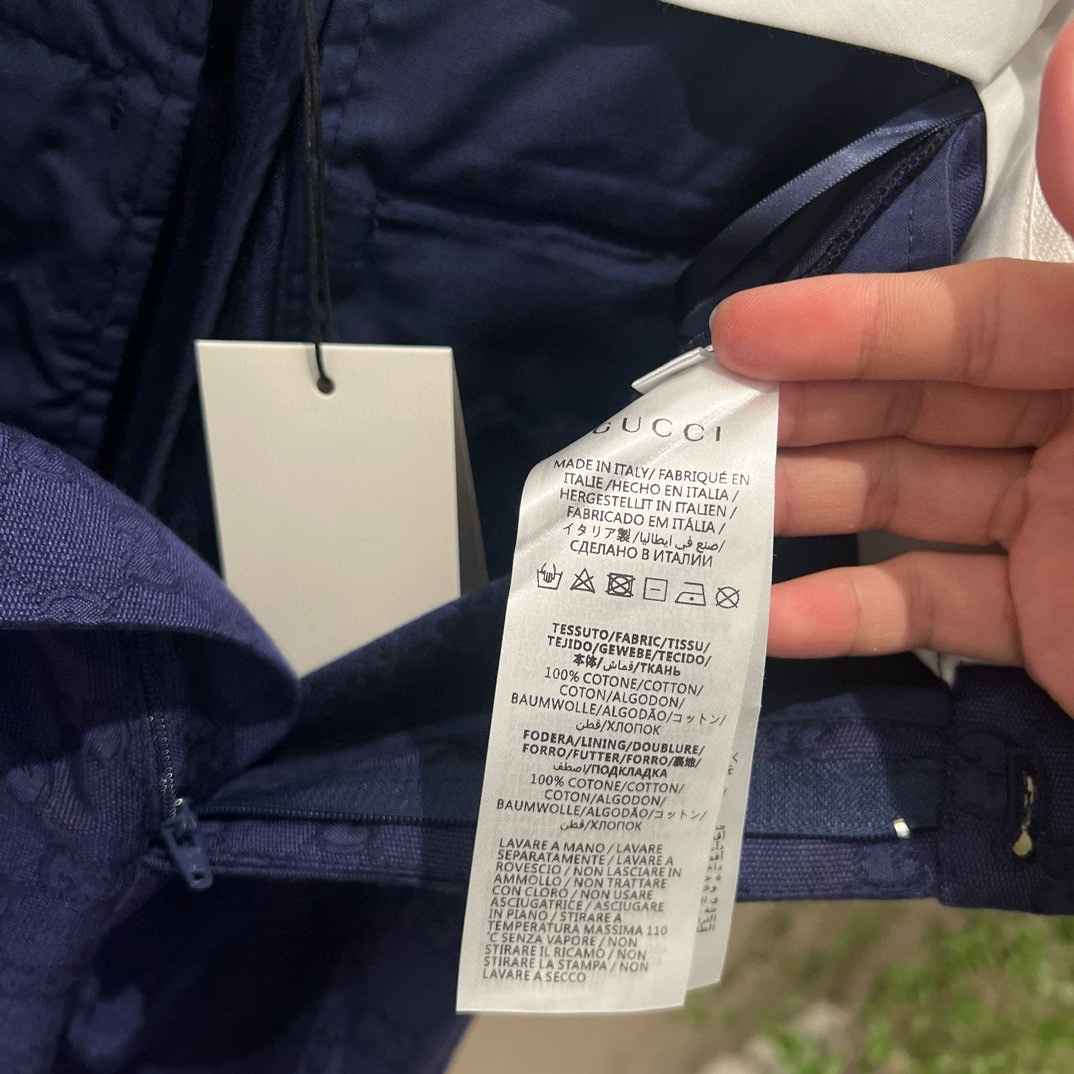 GUCCI
MADE IN ITALY/ FABRIQUÉ EN
ITALIE /HECHO EN ITALIA /
HERGESTELLT IN ITALIEN /
FABRICADO EM ITÁLIA /
イタリア製/صنع في ايطاليا/
СДЕЛАНО В ИТАЛИИ
TESSUTO/FABRIC/TISSU/
TEJIDO/GEWEBE/TECIDO/
本体/قماش/ТКАНЬ
100% COTONE/COTTON/
COTON/ALGODON/
BAUMWOLLE/ALGODÃO/コットン/
قطن/ХЛОПОК
FODERA/LINING/DOUBLURE/
FORRO/FUTTER/FORRO/裏地/
/ПОДКЛАДКА
100% COTONE/COTTON/
COTON/ALGODON/
BAUMWOLLE/ALGODÃO/コットン/
قطن/ХЛОПОК
LAVARE A MANO / LAVARE
SEPARATAMENTE / LAVARE A
ROVESCIO / NON LASCIARE IN
AMMOLLO / NON TRATTARE
CON CLORO / NON USARE
ASCIUGATRICE / ASCIUGARE
IN PIANO / STIRARE A
TEMPERATURA MASSIMA 110
°C SENZA VAPORE / NON
STIRARE IL RICAMO / NON
STIRARE LA STAMPA / NON
LAVARE A SECCO